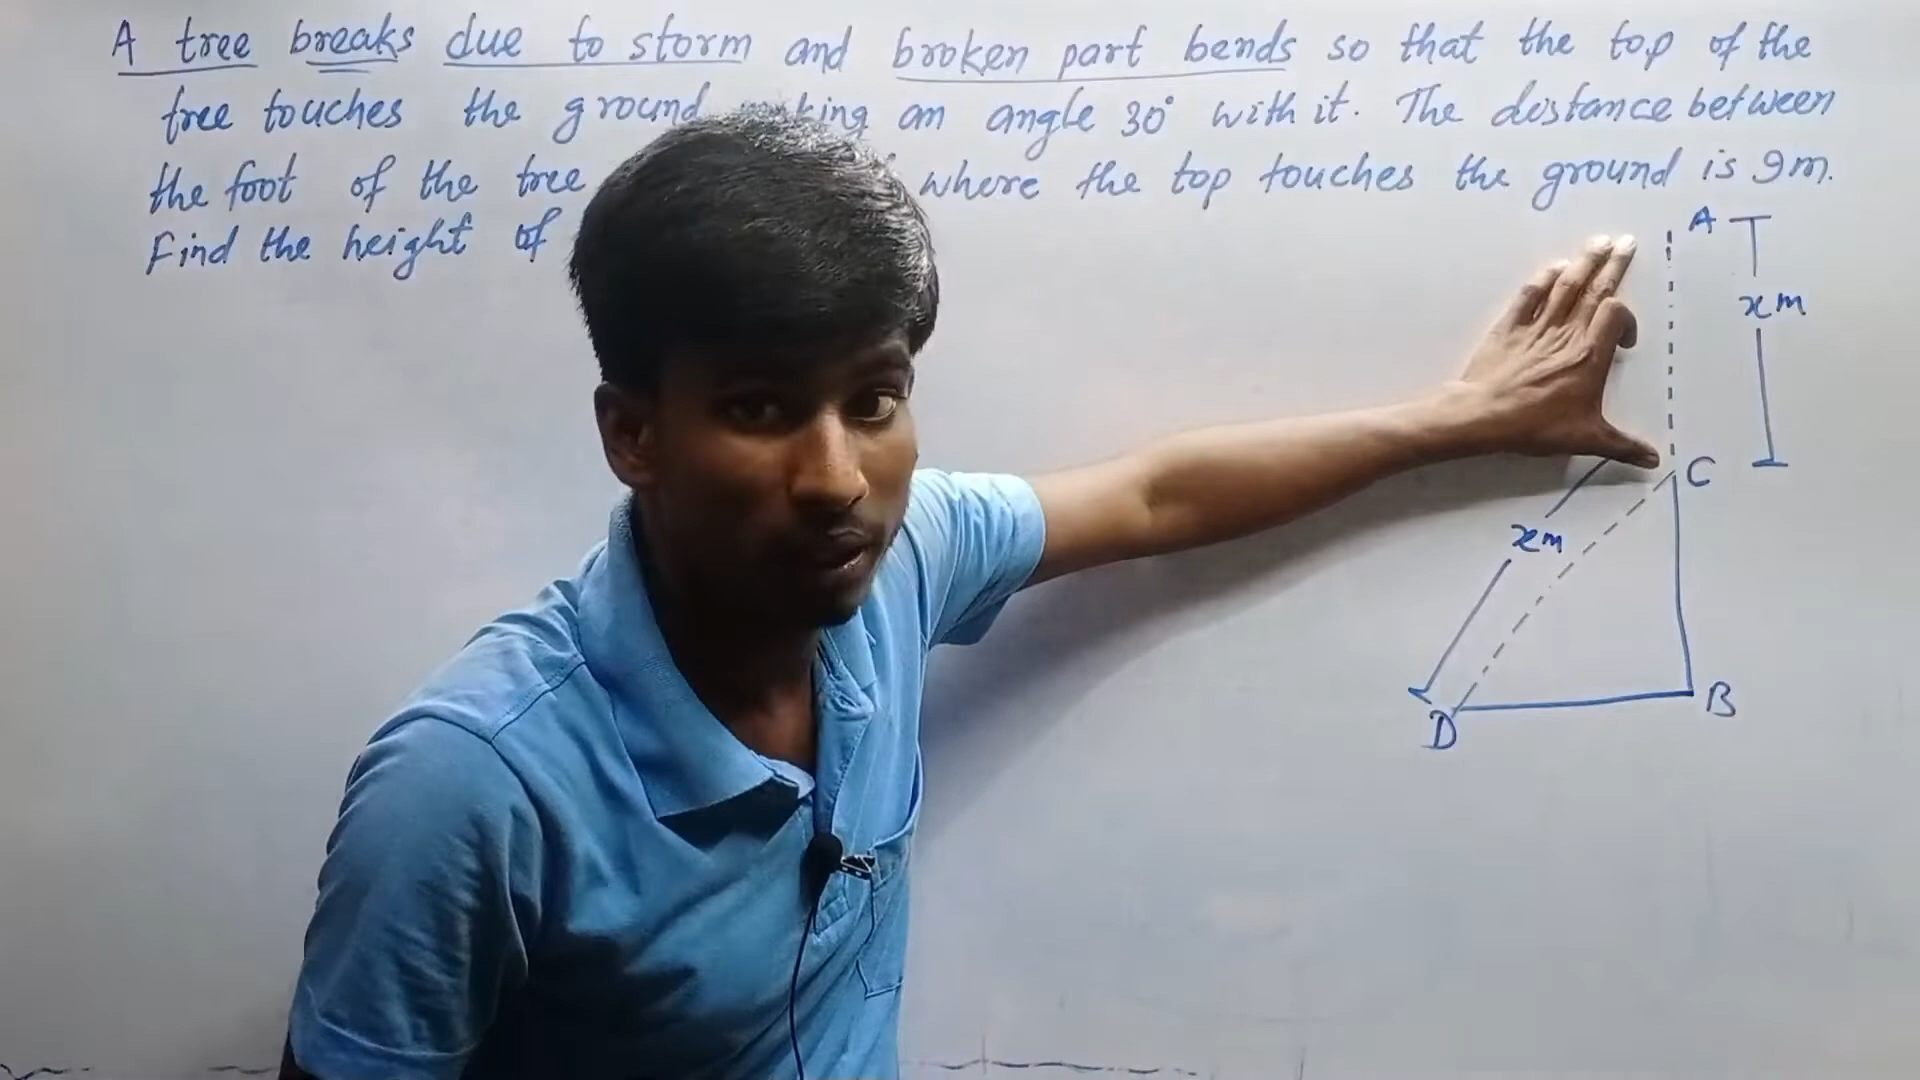 A tree breaks due to storm and broken part bends so that the top of the
tree touches the ground an angle 30° with it. The distance between
the foot of the tree where the top touches the ground is 9m.
Find the height of
A
xm
C
xm
B
D